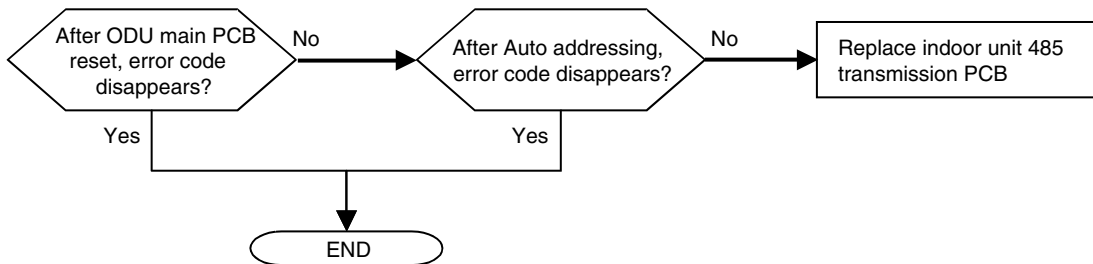 After ODU main PCB
reset, error code
disappears?
No
After Auto addressing,
error code disappears?
No
Replace indoor unit 485
transmission PCB
Yes
Yes
END